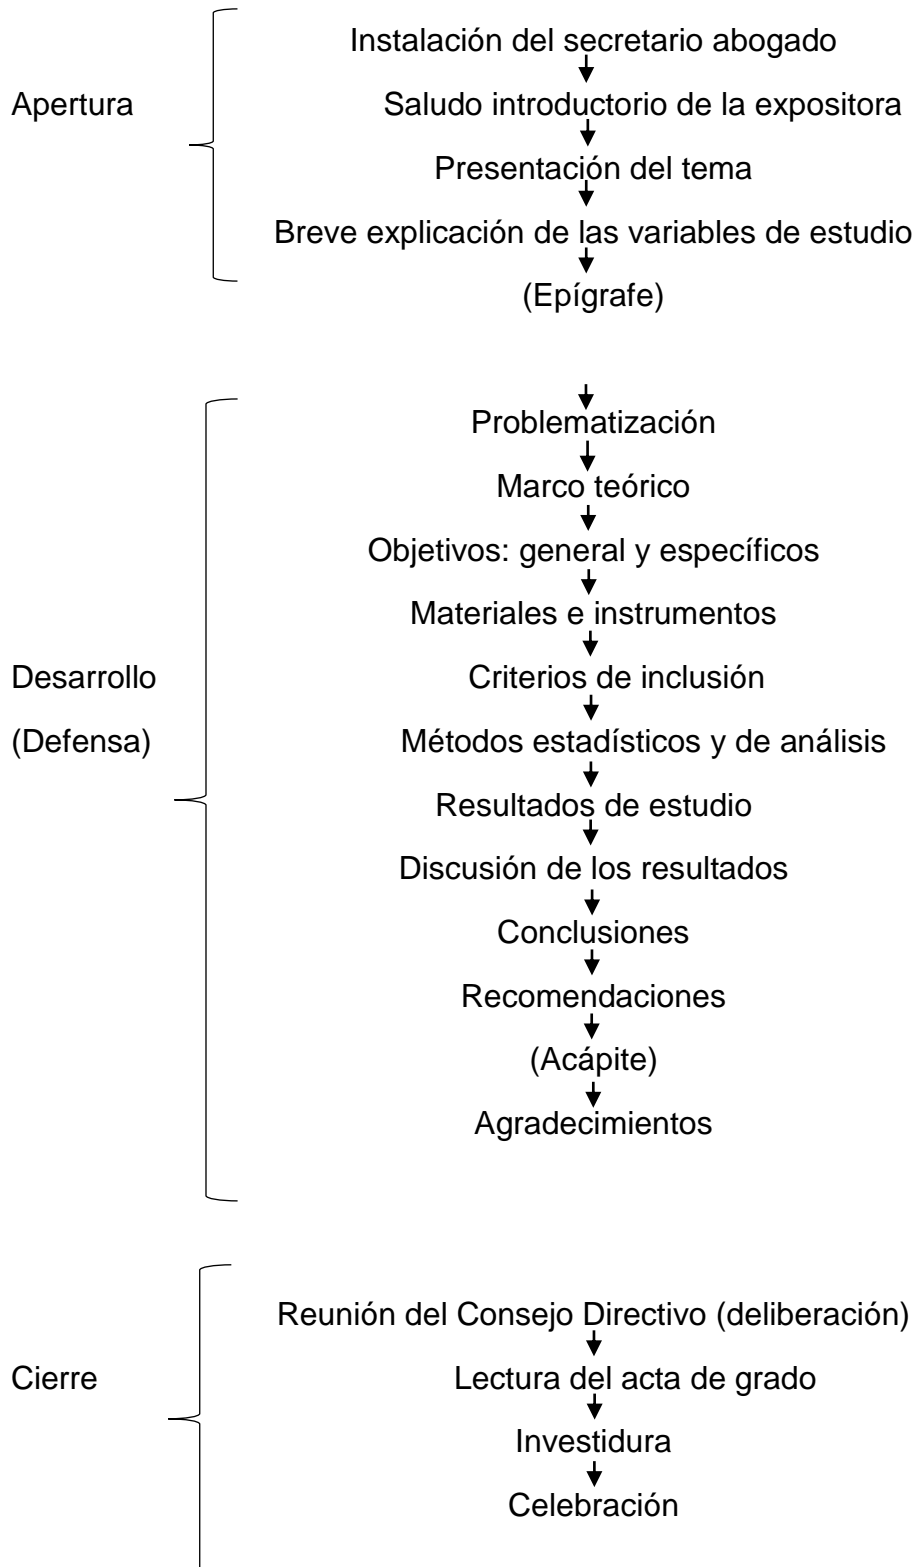 Instalación del secretario abogado
Apertura
Saludo introductorio de la expositora
Presentación del tema
Breve explicación de las variables de estudio
(Epígrafe)
Problematización
Marco teórico
Objetivos: general y específicos
Materiales e instrumentos
Desarrollo
Criterios de inclusión
(Defensa)
Métodos estadísticos y de análisis
Resultados de estudio
Discusión de los resultados
Conclusiones
Recomendaciones
(Acápite)
Agradecimientos
Reunión del Consejo Directivo (deliberación)
Cierre
Lectura del acta de grado
Investidura
Celebración